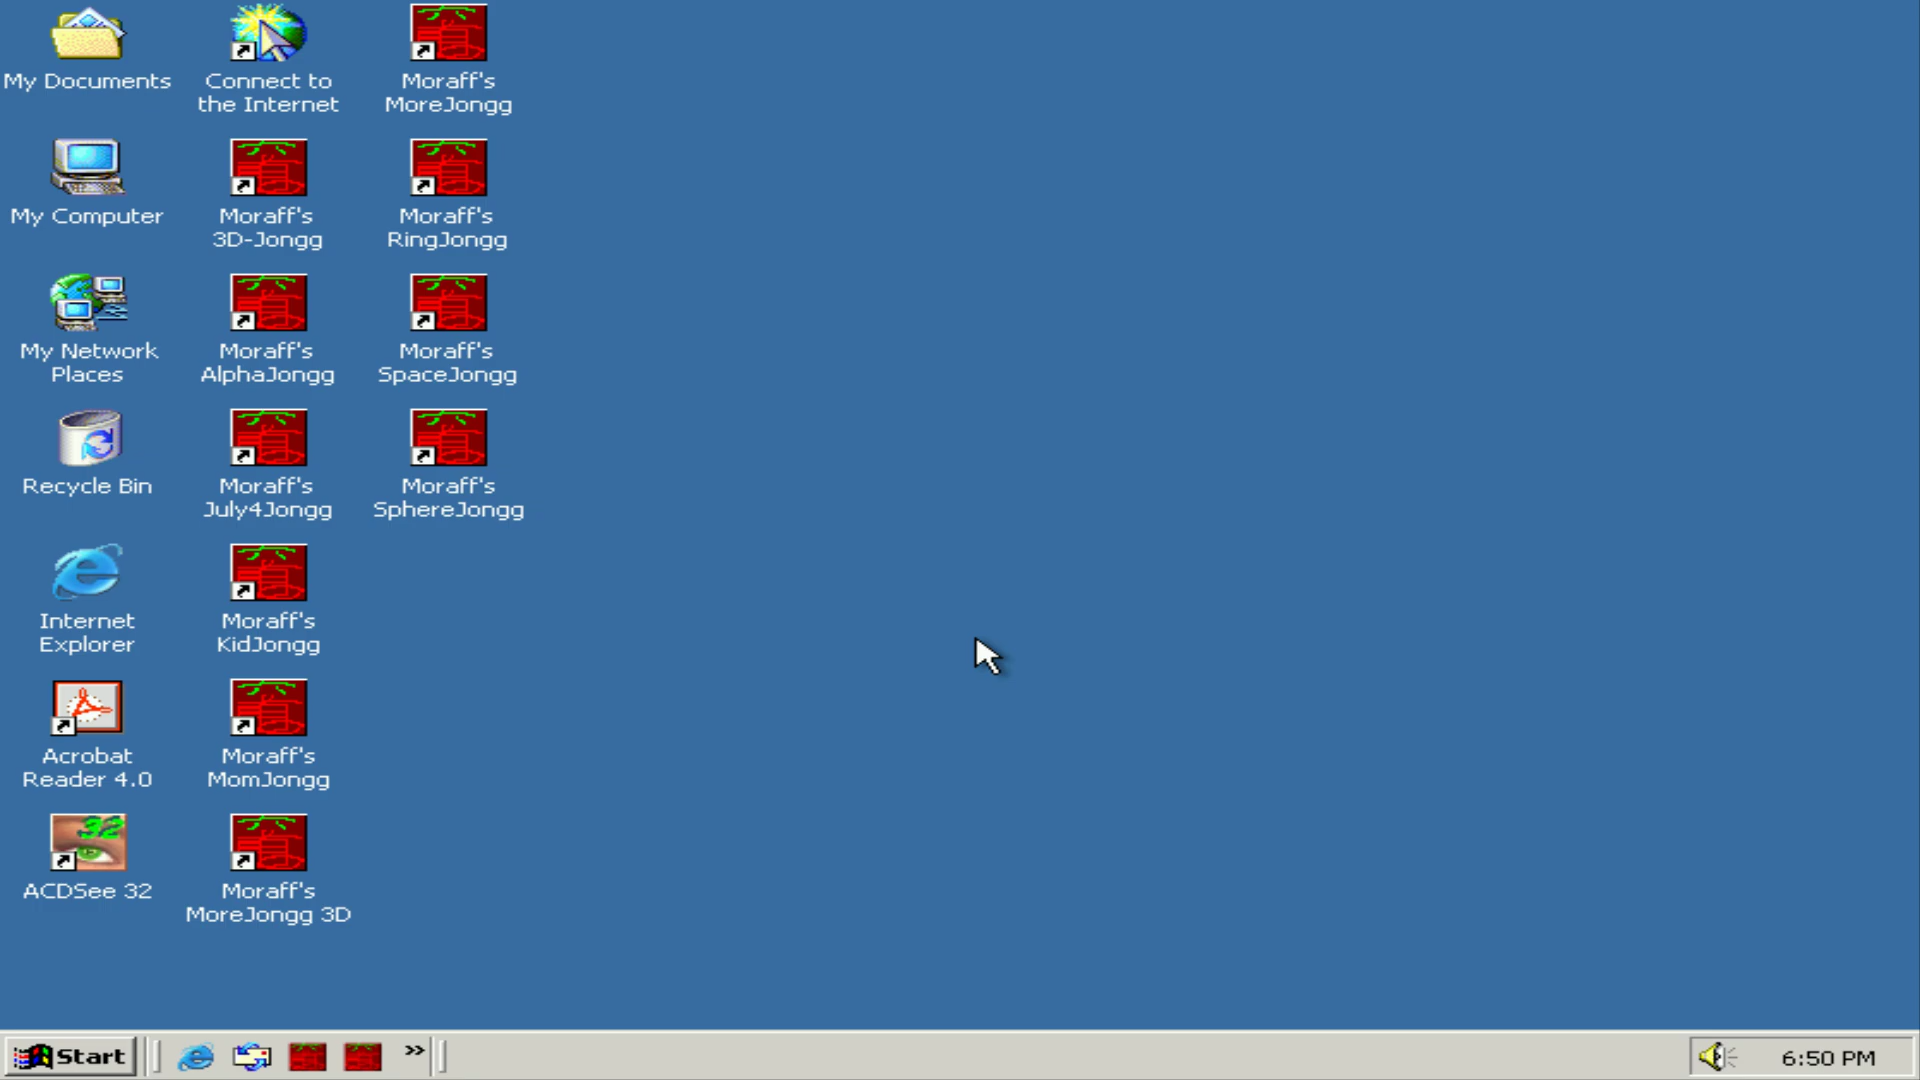 My Documents
Connect to
the Internet
Moraff's
MoreJongg
My Computer
Moraff's
3D-Jongg
Moraff's
RingJongg
My Network
Places
Moraff's
AlphaJongg
Moraff's
SpaceJongg
Recycle Bin
Moraff's
July4Jongg
Moraff's
SphereJongg
Internet
Explorer
Moraff's
KidJongg
Acrobat
Reader 4.0
Moraff's
MomJongg
32
ACDSee 32
Moraff's
MoreJongg 3D
Start
»
6:50 PM